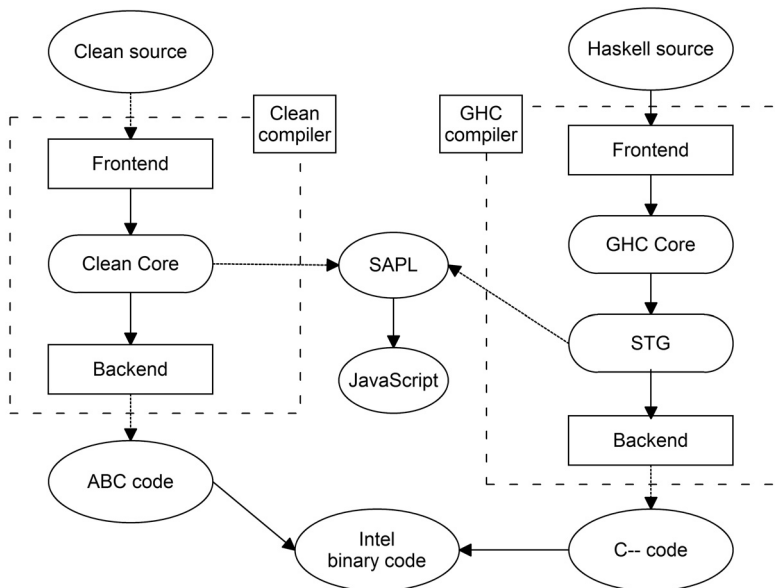 Clean source
Haskell source
Clean
compiler
GHC
compiler
Frontend
Frontend
Clean Core
SAPL
GHC Core
STG
Backend
JavaScript
Backend
ABC code
Intel
binary code
C-- code